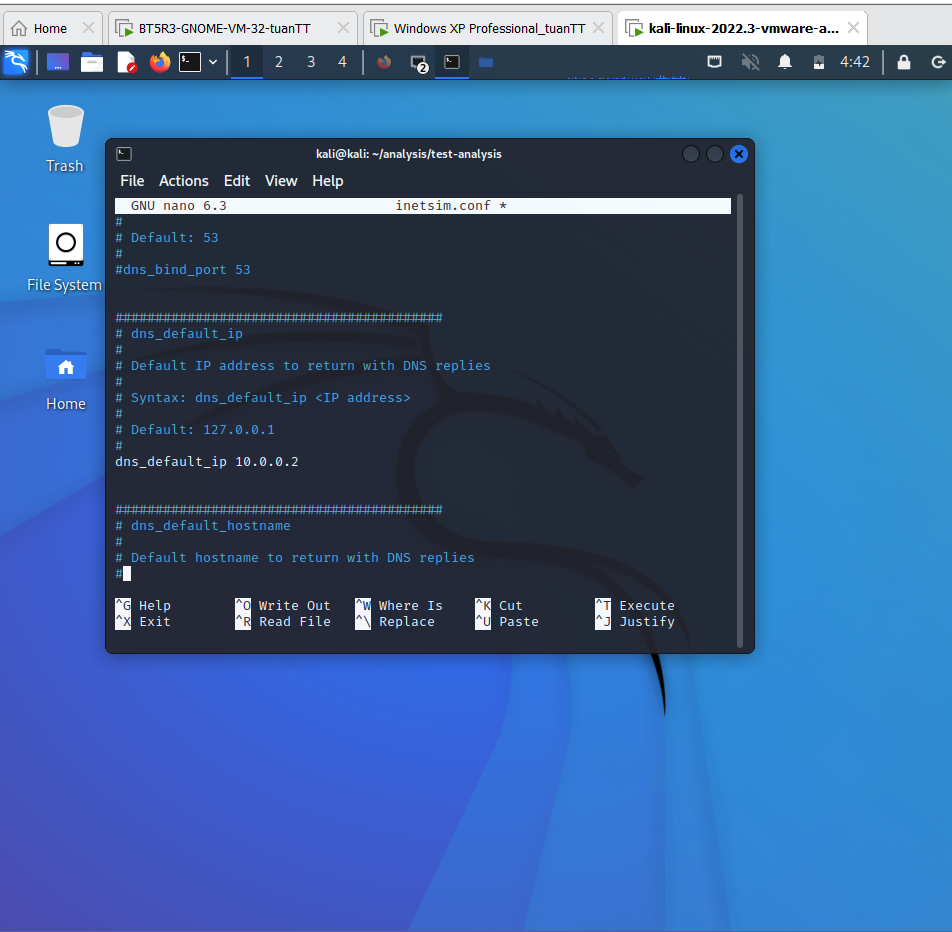 Home
BT5R3-GNOME-VM-32-tuanTT
Windows XP Professional_tuanTT
kali-linux-2022.3-vmware-a...
1 2 3 4 2 4:42
Trash
File System
Home
kali@kali: ~/analysis/test-analysis
File Actions Edit View Help
GNU nano 6.3 inetsim.conf *
#
# Default: 53
#
#dns_bind_port 53
#########################################
# dns_default_ip
#
# Default IP address to return with DNS replies
#
# Syntax: dns_default_ip <IP address>
#
# Default: 127.0.0.1
#
dns_default_ip 10.0.0.2
#########################################
# dns_default_hostname
#
# Default hostname to return with DNS replies
#
^G Help ^O Write Out ^W Where Is ^K Cut ^T Execute
^X Exit ^R Read File ^\ Replace ^U Paste ^J Justify